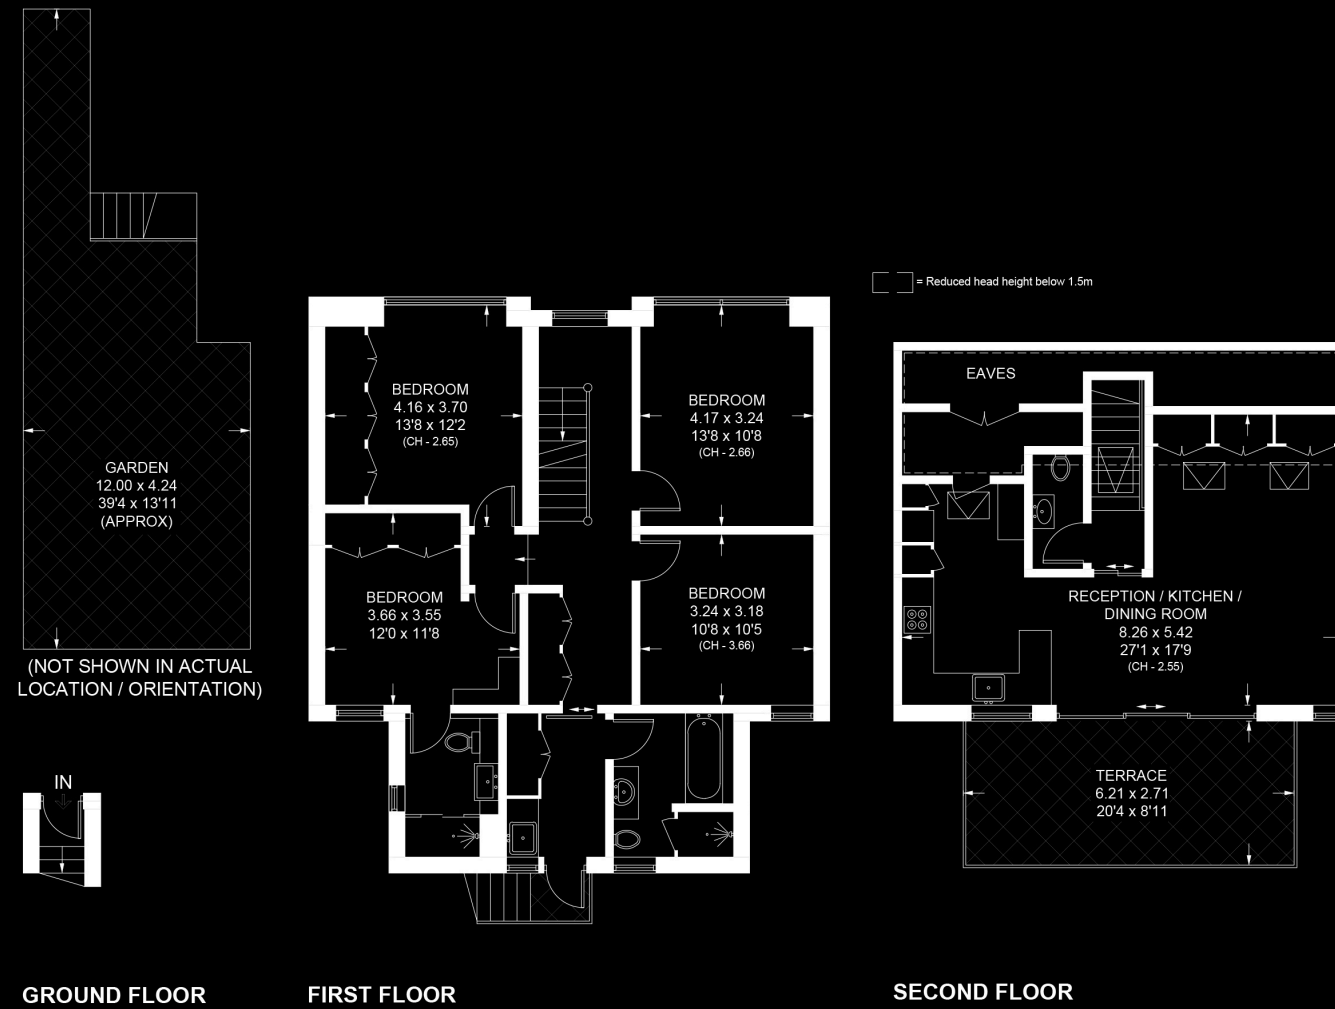 GARDEN
12.00 x 4.24
39'4 x 13'11
(APPROX)
(NOT SHOWN IN ACTUAL
LOCATION / ORIENTATION)
IN
GROUND FLOOR
BEDROOM
4.16 x 3.70
13'8 x 12'2
(CH - 2.65)
BEDROOM
4.17 x 3.24
13'8 x 10'8
(CH - 2.66)
BEDROOM
3.66 x 3.55
12'0 x 11'8
BEDROOM
3.24 x 3.18
10'8 x 10'5
(CH - 3.66)
FIRST FLOOR
= Reduced head height below 1.5m
EAVES
RECEPTION / KITCHEN /
DINING ROOM
8.26 x 5.42
27'1 x 17'9
(CH - 2.55)
TERRACE
6.21 x 2.71
20'4 x 8'11
SECOND FLOOR